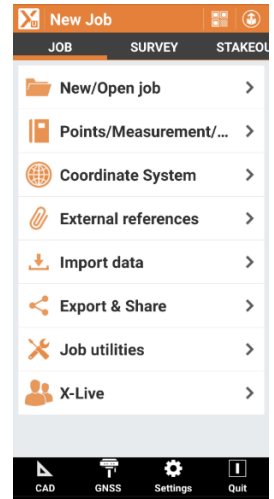 New Job
JOB SURVEY STAKEOU
New/Open job
Points/Measurement/...
Coordinate System
External references
Import data
Export & Share
Job utilities
X-Live
CAD GNSS Settings Quit